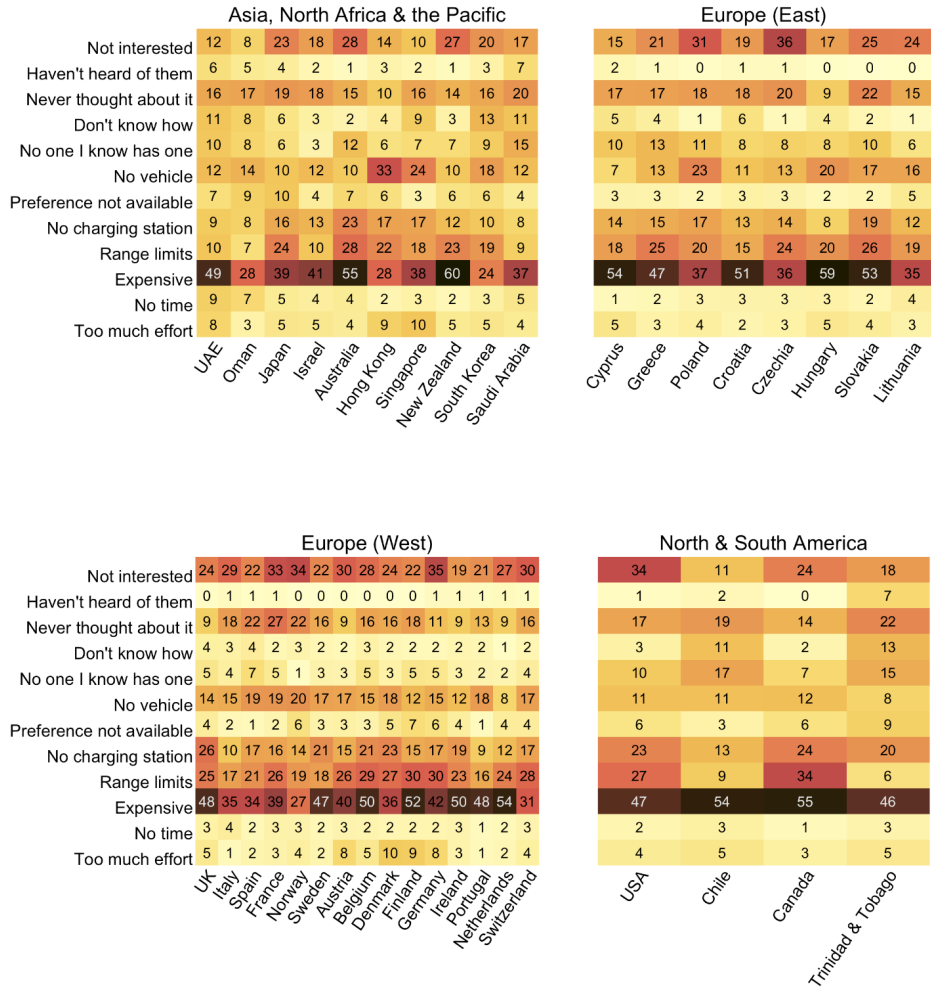 Asia, North Africa & the Pacific
Not interested 12 8 23 18 28 14 10 27 20 17
Haven't heard of them 6 5 4 2 1 3 2 1 3 7
Never thought about it 16 17 19 18 15 10 16 14 16 20
Don't know how 11 8 6 3 2 4 9 3 13 11
No one I know has one 10 8 6 3 12 6 7 7 9 15
No vehicle 12 14 10 12 10 33 24 10 18 12
Preference not available 7 9 10 4 7 6 3 6 6 4
No charging station 9 8 16 13 23 17 17 12 10 8
Range limits 10 7 24 10 28 22 18 23 19 9
Expensive 49 28 39 41 55 28 38 60 24 37
No time 9 7 5 4 4 2 3 2 3 5
Too much effort 8 3 5 5 4 9 10 5 5 4
UAE Oman Japan Israel Australia Hong Kong Singapore New Zealand South Korea Saudi Arabia
Europe (East)
15 21 31 19 36 17 25 24
2 1 0 1 1 0 0 0
17 17 18 18 20 9 22 15
5 4 1 6 1 4 2 1
10 13 11 8 8 8 10 6
7 13 23 11 13 20 17 16
3 3 2 3 3 2 2 5
14 15 17 13 14 8 19 12
18 25 20 15 24 20 26 19
54 47 37 51 36 59 53 35
1 2 3 3 3 3 2 4
5 3 4 2 3 5 4 3
Cyprus Greece Poland Croatia Czechia Hungary Slovakia Lithuania
Europe (West)
Not interested 24 29 22 33 34 22 30 28 24 22 35 19 21 27 30
Haven't heard of them 0 1 1 1 0 0 0 0 0 0 1 1 1 1 1
Never thought about it 9 18 22 27 22 16 9 16 16 18 11 9 13 9 16
Don't know how 4 3 4 2 3 2 2 3 2 2 2 2 2 1 2
No one I know has one 5 4 7 5 1 3 3 5 3 5 5 3 2 2 4
No vehicle 14 15 19 19 20 17 17 15 18 12 15 12 18 8 17
Preference not available 4 2 1 2 6 3 3 3 5 7 6 4 1 4 4
No charging station 26 10 17 16 14 21 15 21 23 15 17 19 9 12 17
Range limits 25 17 21 26 19 18 26 29 27 30 30 23 16 24 28
Expensive 48 35 34 39 27 47 40 50 36 52 42 50 48 54 31
No time 3 4 2 3 3 2 2 2 2 2 2 3 1 2 3
Too much effort 5 1 2 3 4 2 8 5 10 9 8 3 1 2 4
UK Italy Spain France Norway Sweden Austria Belgium Denmark Finland Germany Ireland Portugal Netherlands Switzerland
North & South America
34 11 24 18
1 2 0 7
17 19 14 22
3 11 2 13
10 17 7 15
11 11 12 8
6 3 6 9
23 13 24 20
27 9 34 6
47 54 55 46
2 3 1 3
4 5 3 5
USA Chile Canada Trinidad & Tobago